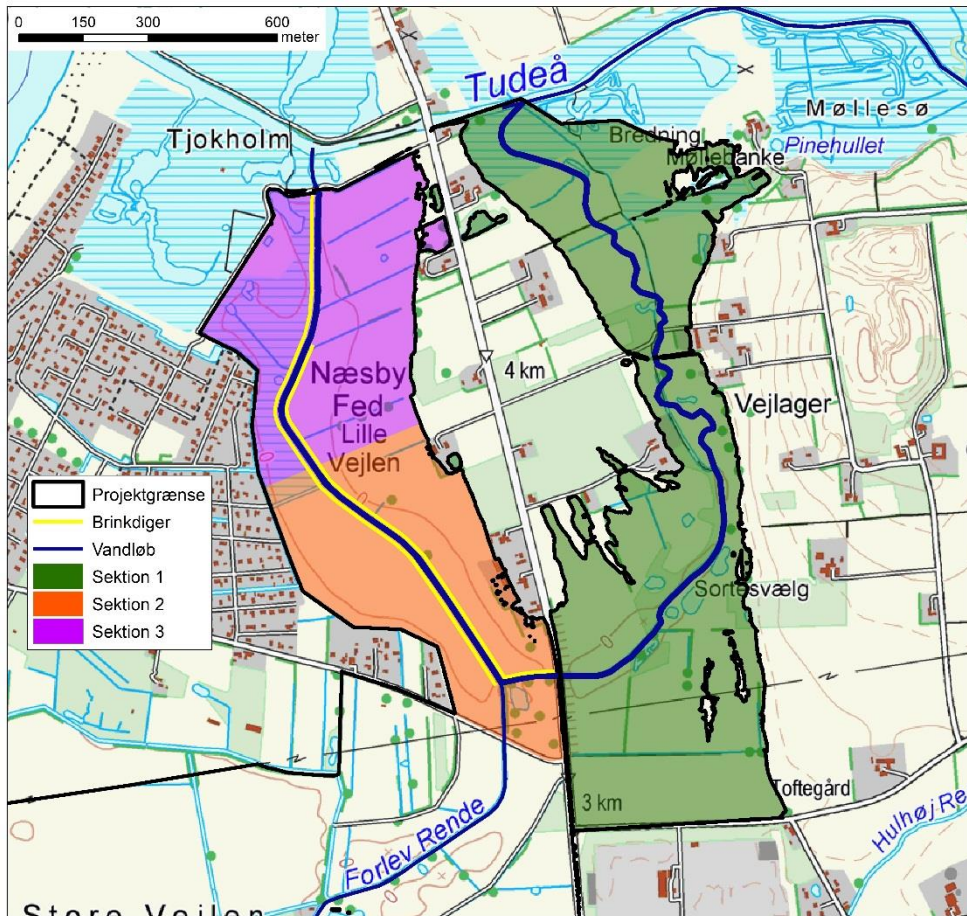 0 150 300 600
meter
Tudeå
Møllesø
Tjokholm
Bredning
Møllebanke
Pinehullet
4 km
Næsby
Fed
Lille
Vejlen
Vejlager
Projektgrænse
Brinkdiger
Vandløb
Sektion 1
Sektion 2
Sektion 3
Sortesvælg
Toftegård
3 km
Forlev Rende
Hulhøj Re
Store Vejlen